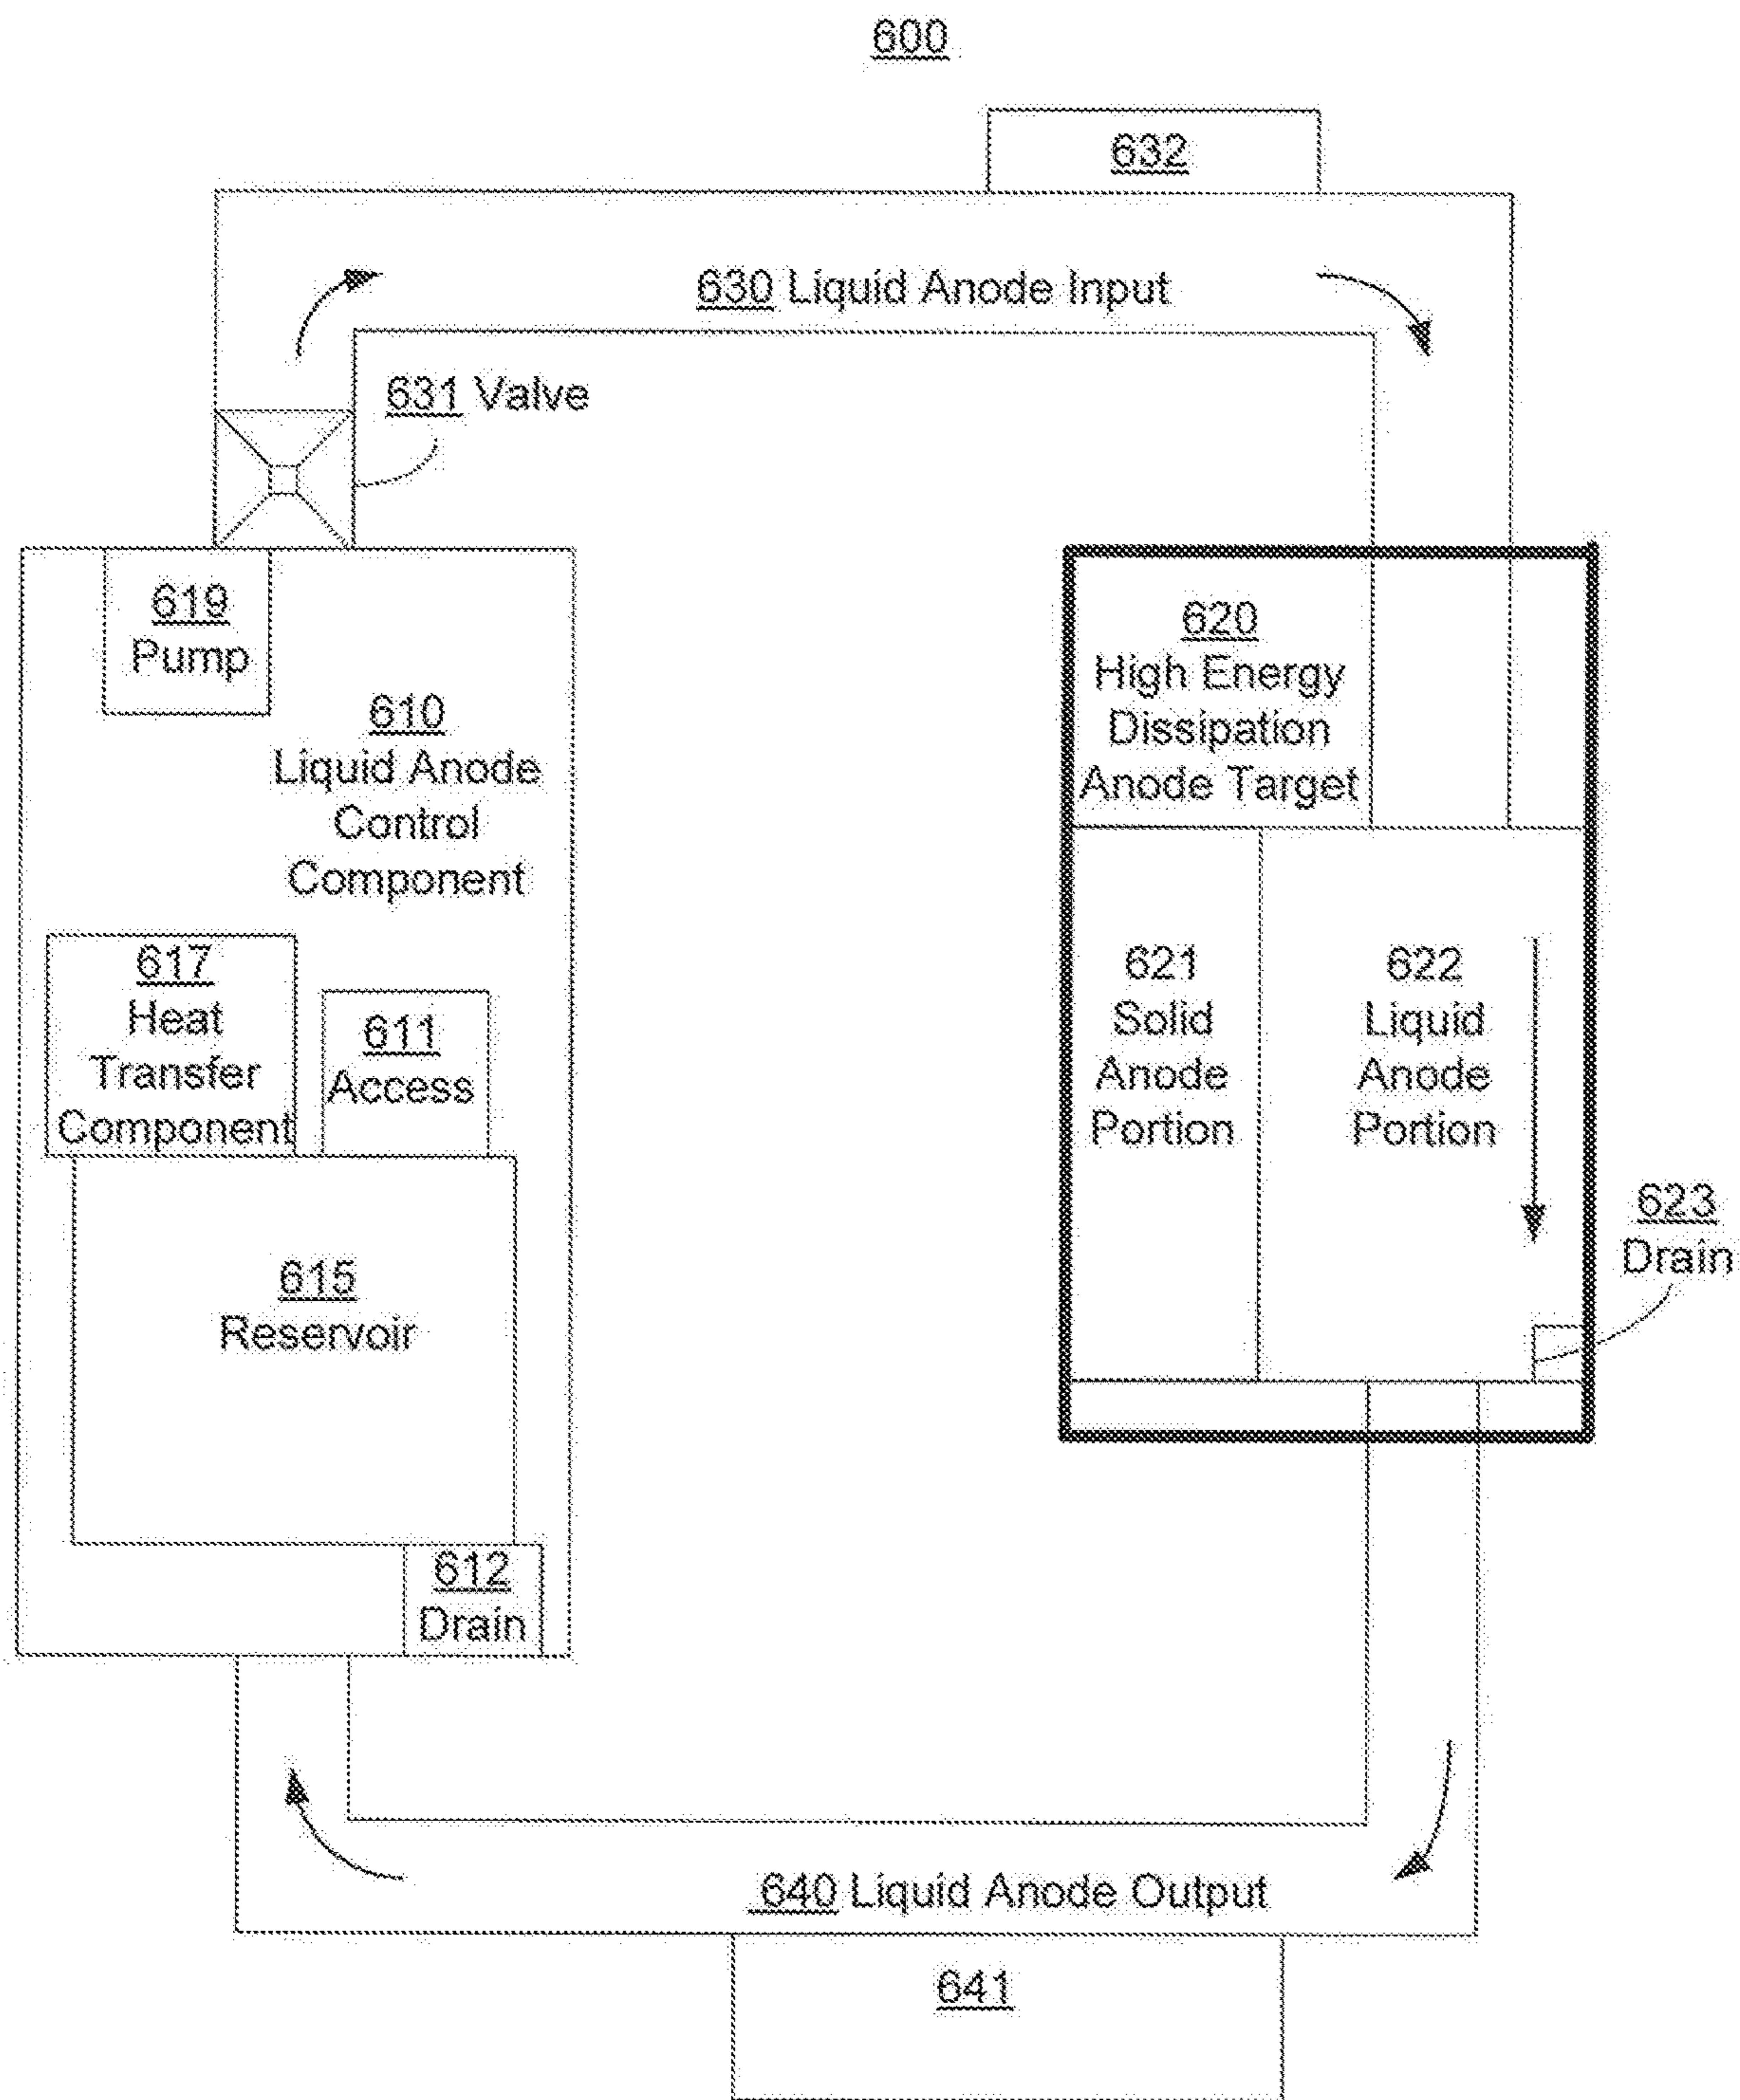 600
632
630 Liquid Anode Input
631 Valve
619
Pump
610
Liquid Anode
Control
Component
617
Heat
Transfer
Component
611
Access
615
Reservoir
612
Drain
620
High Energy
Dissipation
Anode Target
621
Solid
Anode
Portion
622
Liquid
Anode
Portion
623
Drain
640 Liquid Anode Output
641